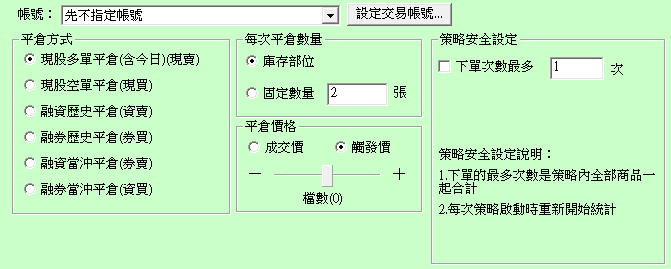 帳號：
先不指定帳號
設定交易帳號...
平倉方式
現股多單平倉(含今日)(現賣)
現股空單平倉(現買)
融資歷史平倉(資賣)
融券歷史平倉(券買)
融資當沖平倉(券賣)
融券當沖平倉(資買)
每次平倉數量
庫存部位
固定數量 2 張
平倉價格
成交價 觸發價
－ ＋
檔數(0)
策略安全設定
下單次數最多 1 次
策略安全設定說明：
1.下單的最多次數是策略內全部商品一
起合計
2.每次策略啟動時重新開始統計